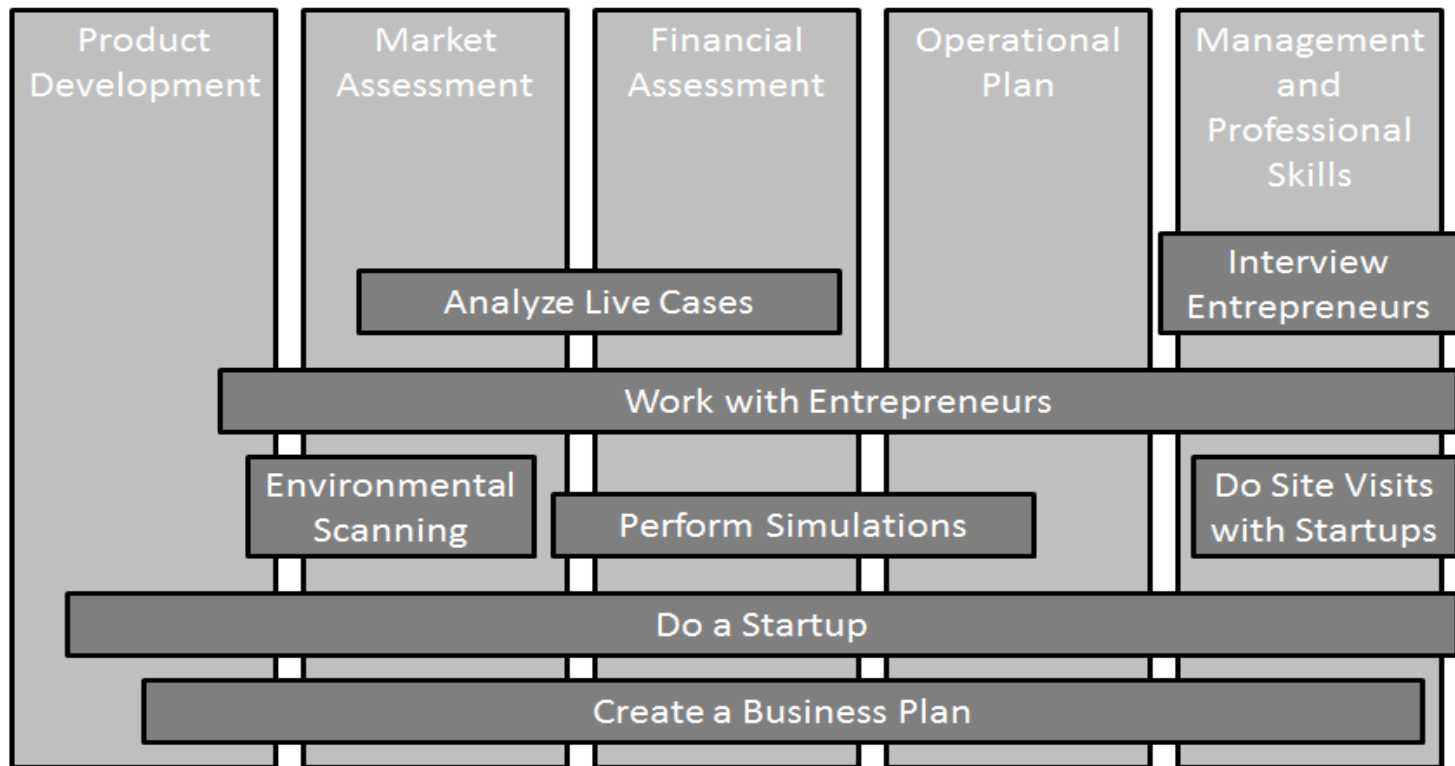 Product
Development
Market
Assessment
Financial
Assessment
Operational
Plan
Management
and
Professional
Skills
Interview
Entrepreneurs
Analyze Live Cases
Work with Entrepreneurs
Environmental
Scanning
Perform Simulations
Do Site Visits
with Startups
Do a Startup
Create a Business Plan